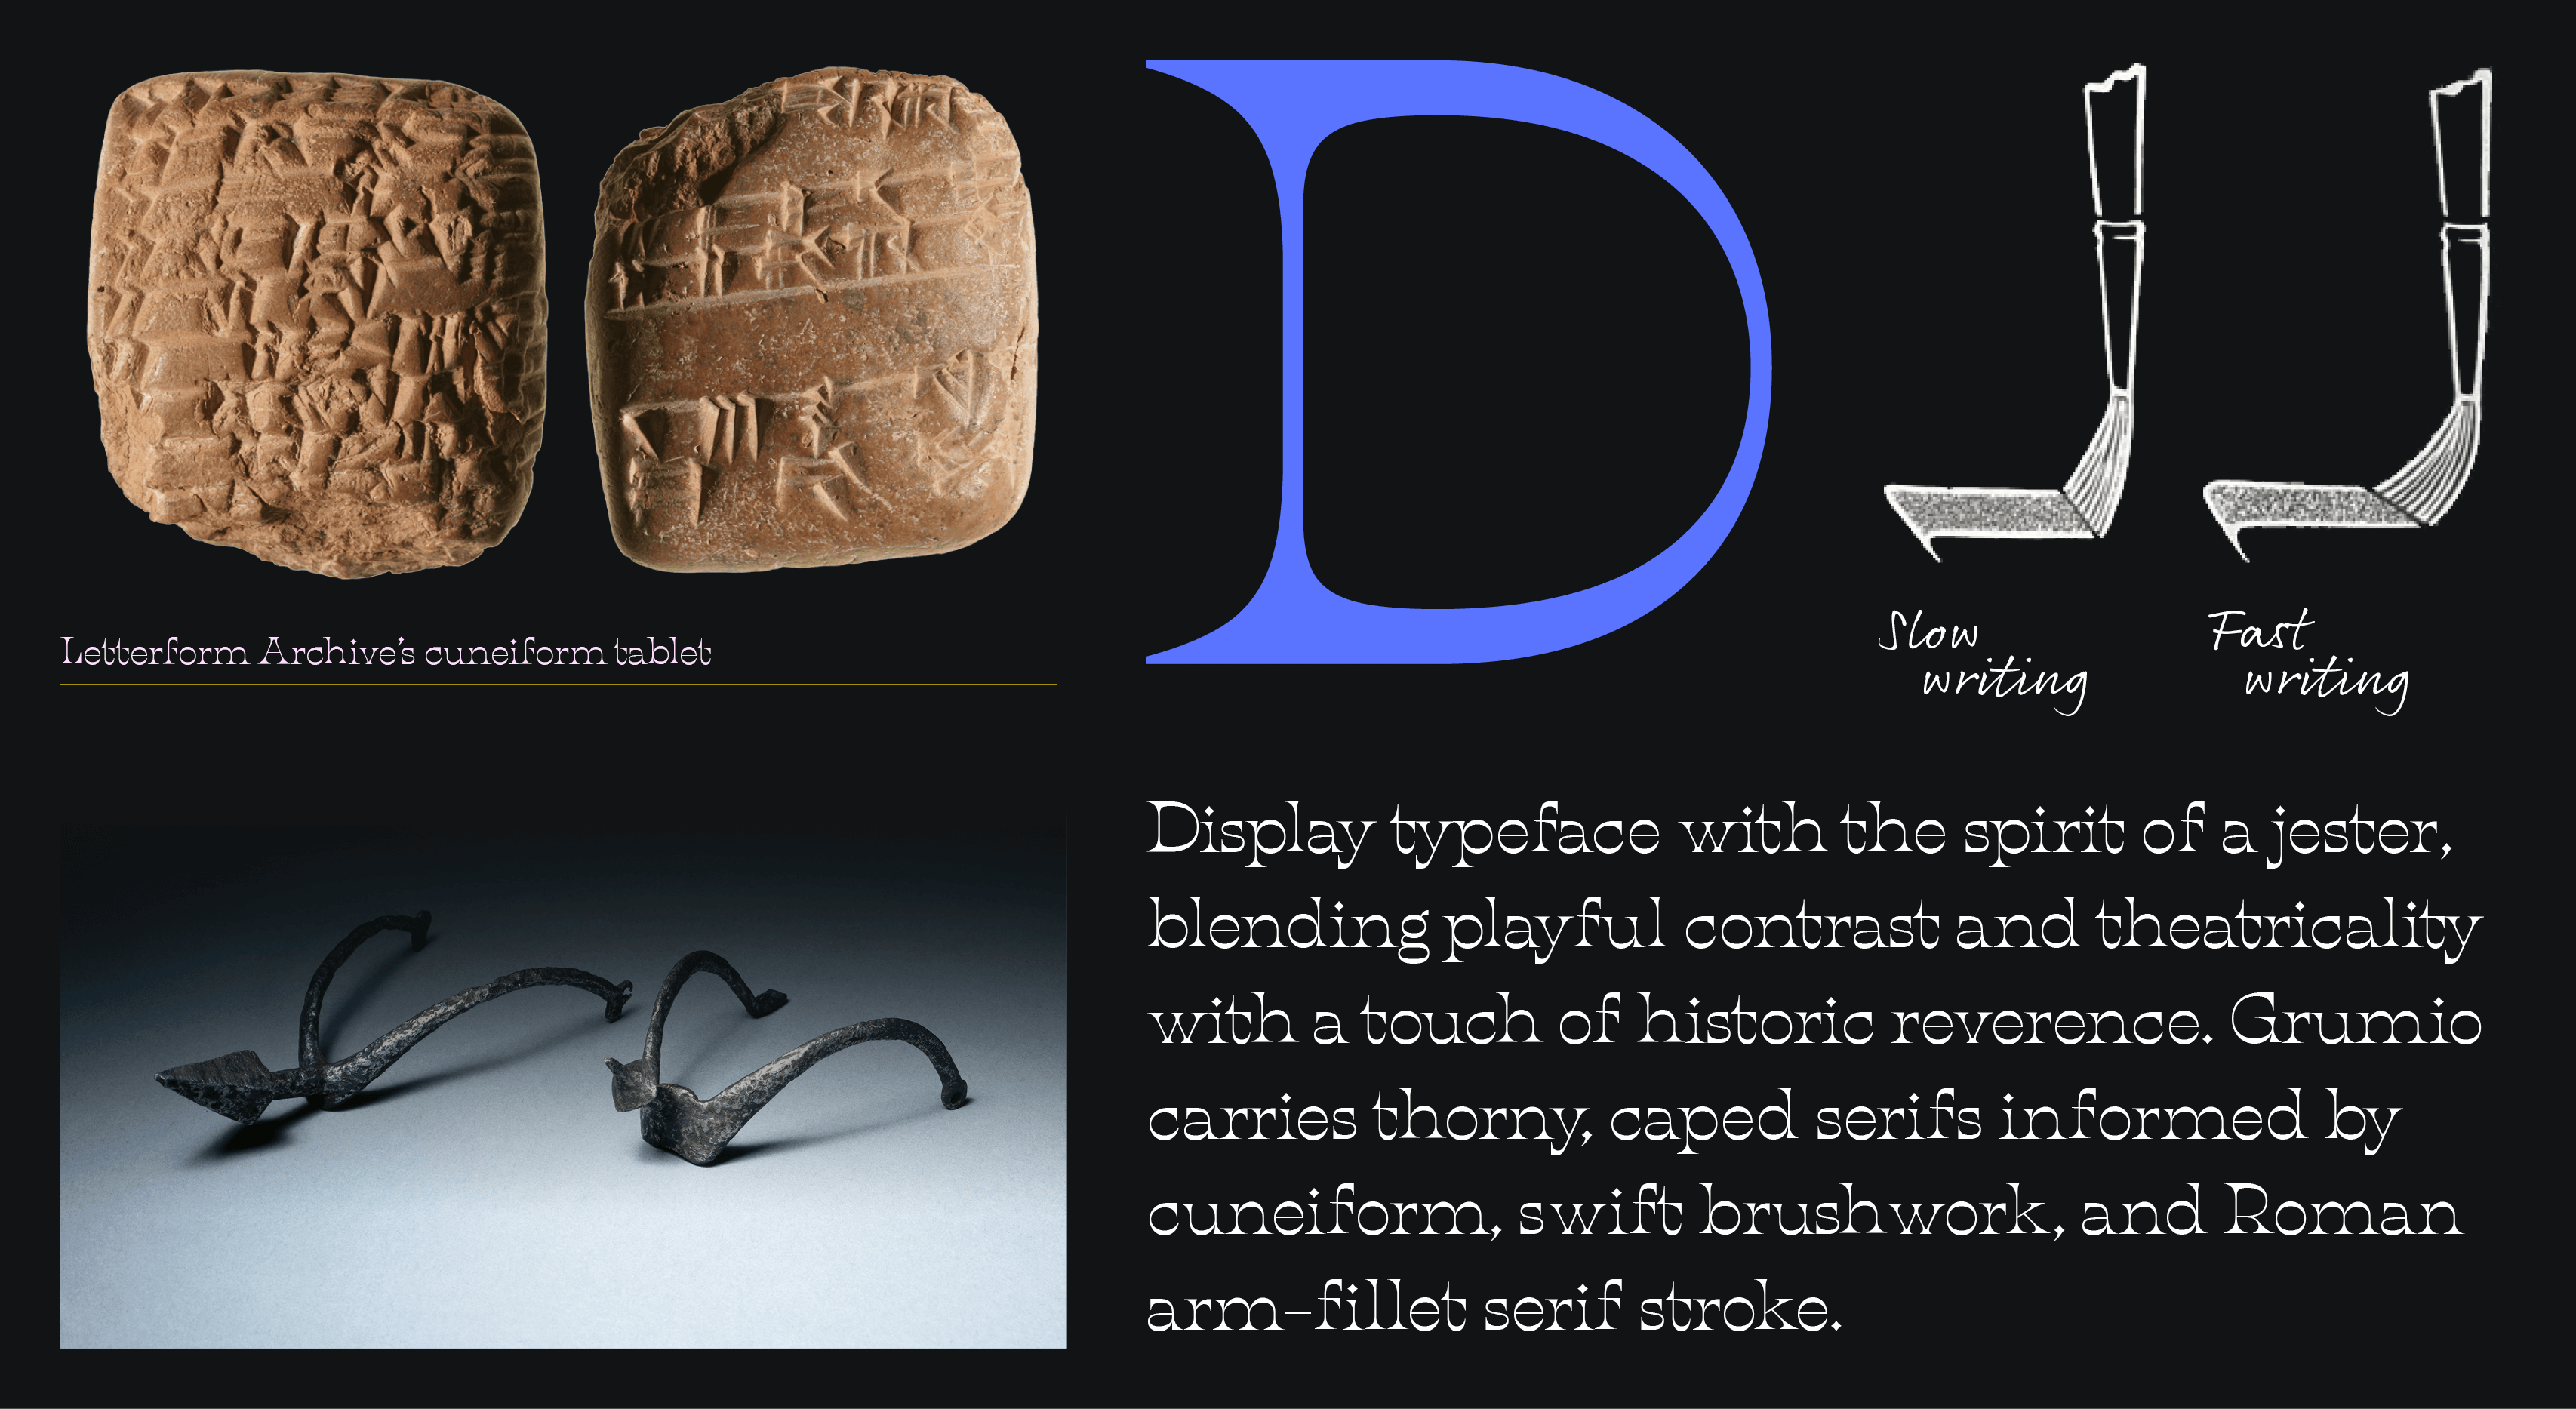 Letterform Archive’s cuneiform tablet
D
Slow
writing
Fast
writing
Display typeface with the spirit of a jester,
blending playful contrast and theatricality
with a touch of historic reverence. Grumio
carries thorny, caped serifs informed by
cuneiform, swift brushwork, and Roman
arm-fillet serif stroke.